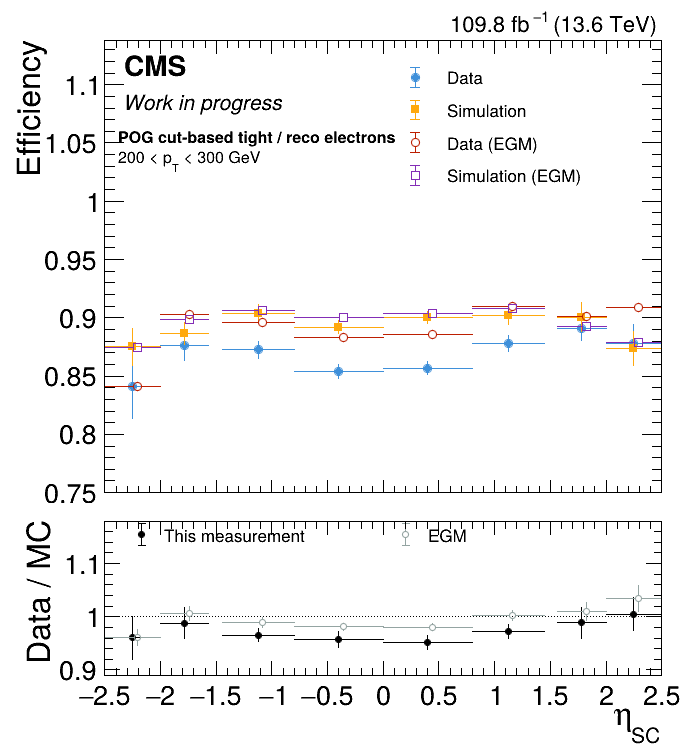 109.8 fb⁻¹ (13.6 TeV)
CMS
Work in progress
POG cut-based tight / reco electrons
200 < p_T < 300 GeV
Data
Simulation
Data (EGM)
Simulation (EGM)
Efficiency
1.1
1.05
1
0.95
0.9
0.85
0.8
0.75
This measurement
EGM
Data / MC
1.1
1
0.9
−2.5 −2 −1.5 −1 −0.5 0 0.5 1 1.5 2 2.5
η_SC